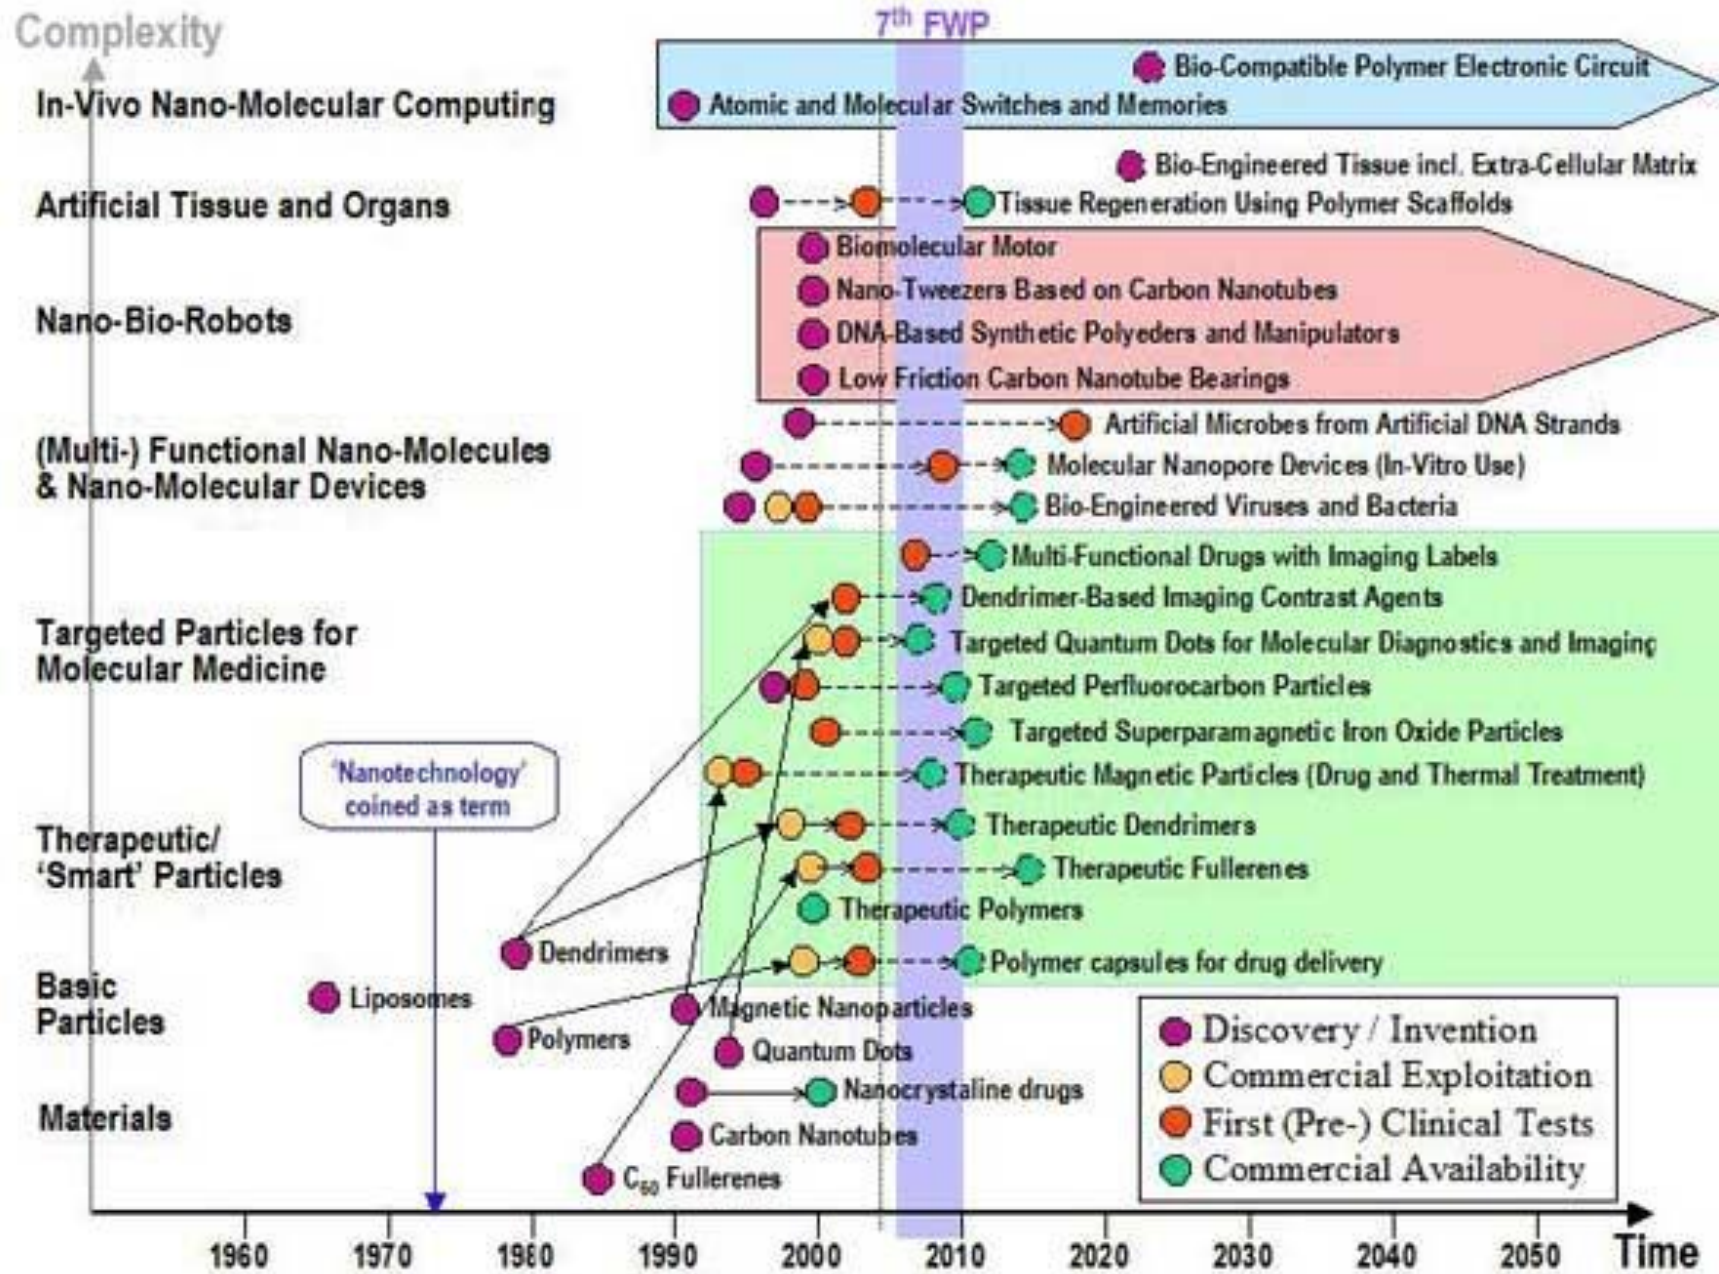 Complexity
7th FWP
Bio-Compatible Polymer Electronic Circuit
In-Vivo Nano-Molecular Computing
Atomic and Molecular Switches and Memories
Bio-Engineered Tissue incl. Extra-Cellular Matrix
Artificial Tissue and Organs
Tissue Regeneration Using Polymer Scaffolds
Biomolecular Motor
Nano-Tweezers Based on Carbon Nanotubes
Nano-Bio-Robots
DNA-Based Synthetic Polyeders and Manipulators
Low Friction Carbon Nanotube Bearings
Artificial Microbes from Artificial DNA Strands
(Multi-) Functional Nano-Molecules
& Nano-Molecular Devices
Molecular Nanopore Devices (In-Vitro Use)
Bio-Engineered Viruses and Bacteria
Multi-Functional Drugs with Imaging Labels
Dendrimer-Based Imaging Contrast Agents
Targeted Particles for
Molecular Medicine
Targeted Quantum Dots for Molecular Diagnostics and Imaging
Targeted Perfluorocarbon Particles
Targeted Superparamagnetic Iron Oxide Particles
'Nanotechnology'
coined as term
Therapeutic Magnetic Particles (Drug and Thermal Treatment)
Therapeutic Dendrimers
Therapeutic/
'Smart' Particles
Therapeutic Fullerenes
Therapeutic Polymers
Dendrimers
Polymer capsules for drug delivery
Basic
Particles
Liposomes
Magnetic Nanoparticles
Polymers
Quantum Dots
Nanocrystaline drugs
Materials
Carbon Nanotubes
C60 Fullerenes
Discovery / Invention
Commercial Exploitation
First (Pre-) Clinical Tests
Commercial Availability
1960 1970 1980 1990 2000 2010 2020 2030 2040 2050 Time